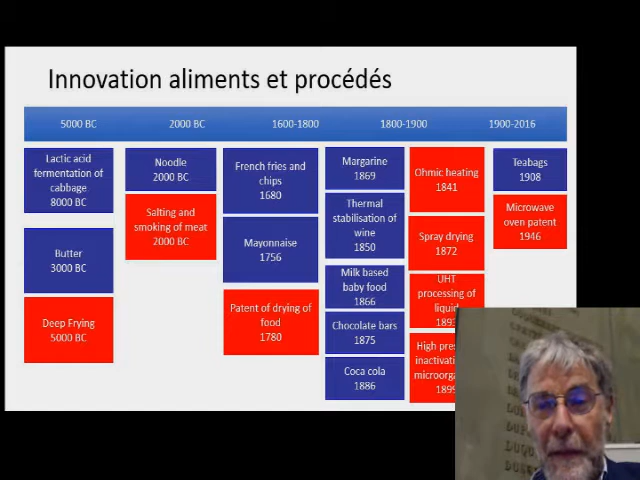 Innovation aliments et procédés
5000 BC
2000 BC
1600-1800
1800-1900
1900-2016
Lactic acid
fermentation of
cabbage
8000 BC
Butter
3000 BC
Deep Frying
5000 BC
Noodle
2000 BC
Salting and
smoking of meat
2000 BC
French fries and
chips
1680
Mayonnaise
1756
Patent of drying of
food
1780
Margarine
1869
Thermal
stabilisation of
wine
1850
Milk based
baby food
1866
Chocolate bars
1875
Coca cola
1886
Ohmic heating
1841
Spray drying
1872
UHT
processing of
liquid
1893
High pres
inactivati
microorga
1899
Teabags
1908
Microwave
oven patent
1946